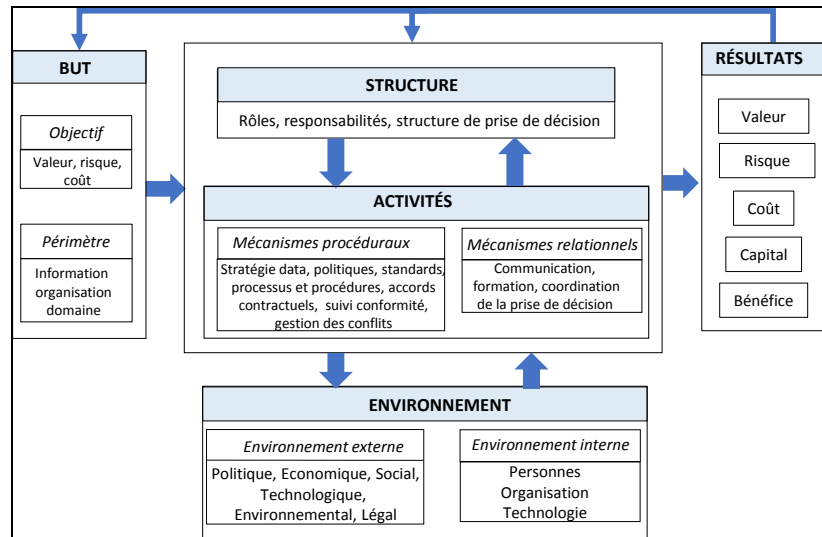 BUT
Objectif
Valeur, risque,
coût
Périmètre
Information
organisation
domaine
STRUCTURE
Rôles, responsabilités, structure de prise de décision
ACTIVITÉS
Mécanismes procéduraux
Stratégie data, politiques, standards,
processus et procédures, accords
contractuels, suivi conformité,
gestion des conflits
Mécanismes relationnels
Communication,
formation, coordination
de la prise de décision
ENVIRONNEMENT
Environnement externe
Politique, Economique, Social,
Technologique,
Environnemental, Légal
Environnement interne
Personnes
Organisation
Technologie
RÉSULTATS
Valeur
Risque
Coût
Capital
Bénéfice